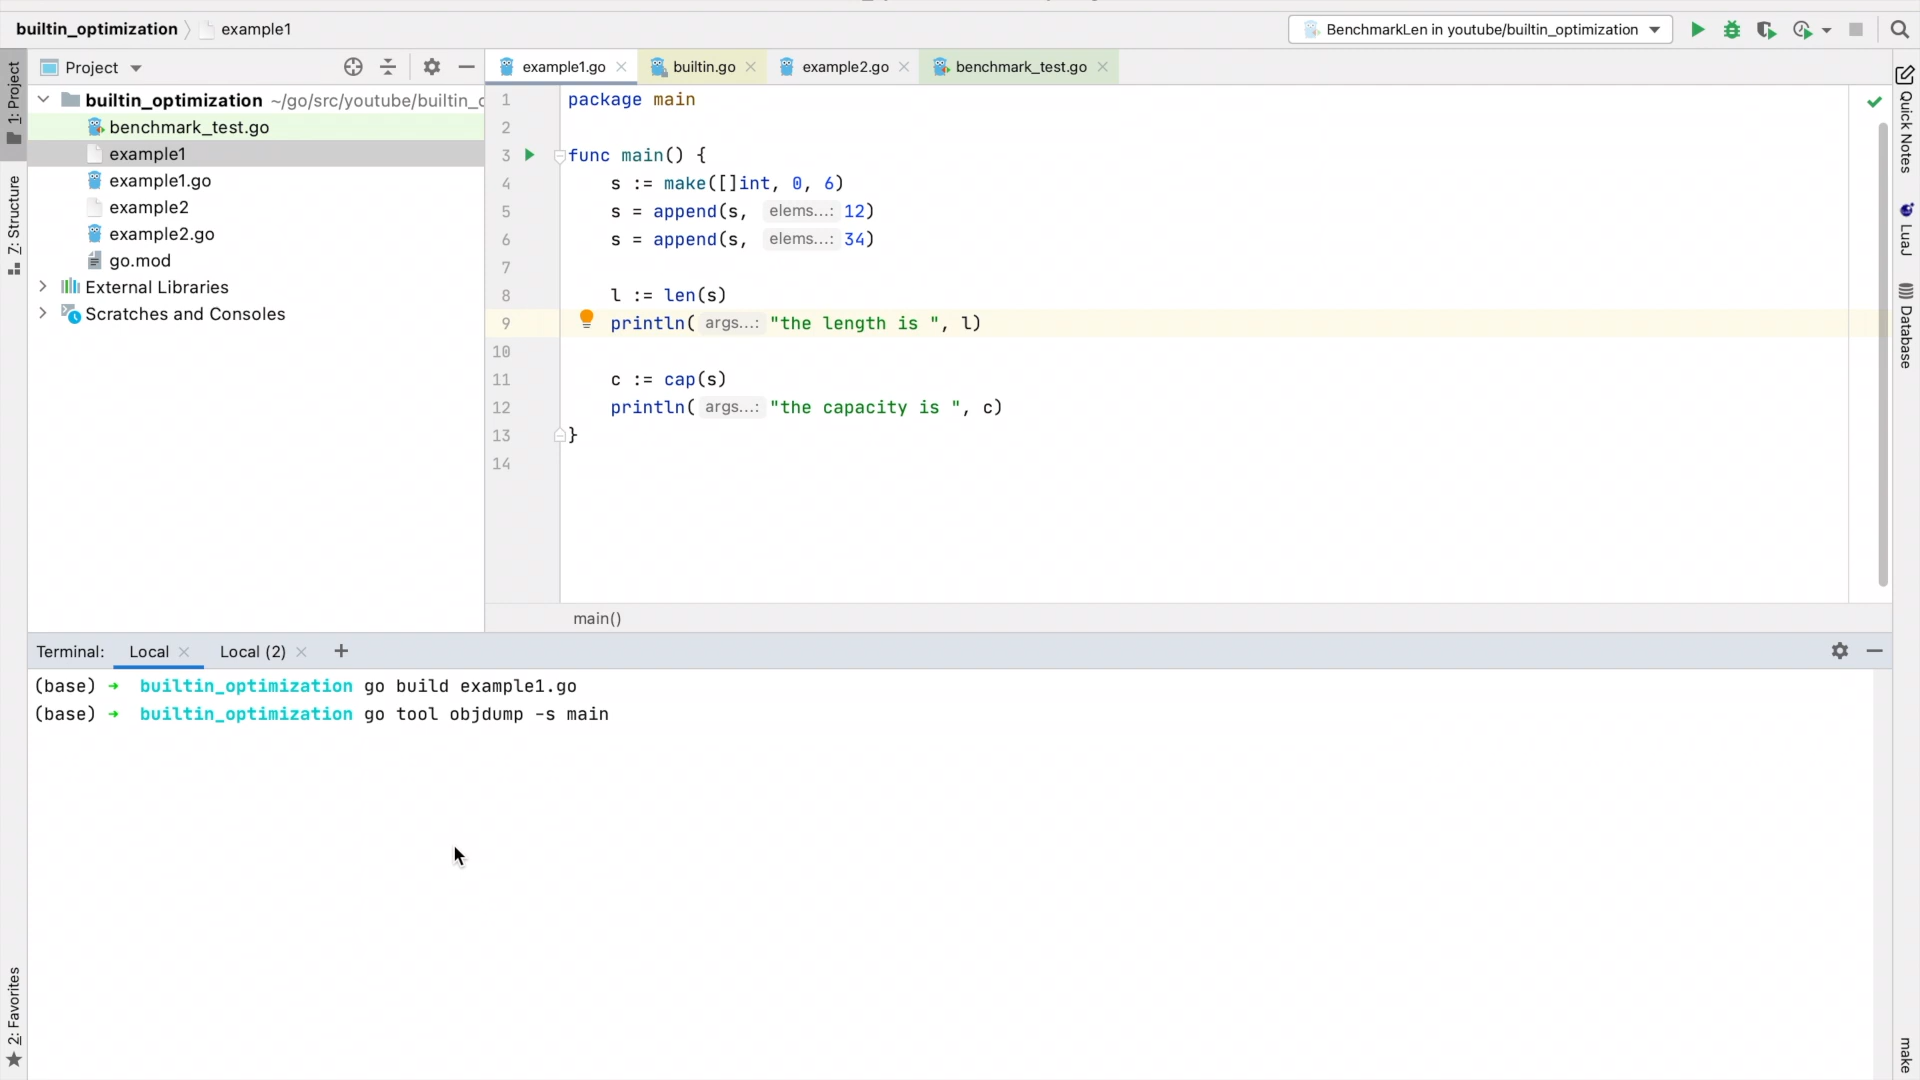 builtin_optimization example1
BenchmarkLen in youtube/builtin_optimization
1: Project
Z: Structure
2: Favorites
Project
builtin_optimization ~/go/src/youtube/builtin_o
benchmark_test.go
example1
example1.go
example2
example2.go
go.mod
External Libraries
Scratches and Consoles
example1.go builtin.go example2.go benchmark_test.go
1 package main
2
3 func main() {
4 s := make([]int, 0, 6)
5 s = append(s, elems...: 12)
6 s = append(s, elems...: 34)
7
8 l := len(s)
9 println( args...: "the length is ", l)
10
11 c := cap(s)
12 println( args...: "the capacity is ", c)
13 }
14
main()
Quick Notes
LuaJ
Database
make
Terminal: Local Local (2) +
(base) ➜ builtin_optimization go build example1.go
(base) ➜ builtin_optimization go tool objdump -s main